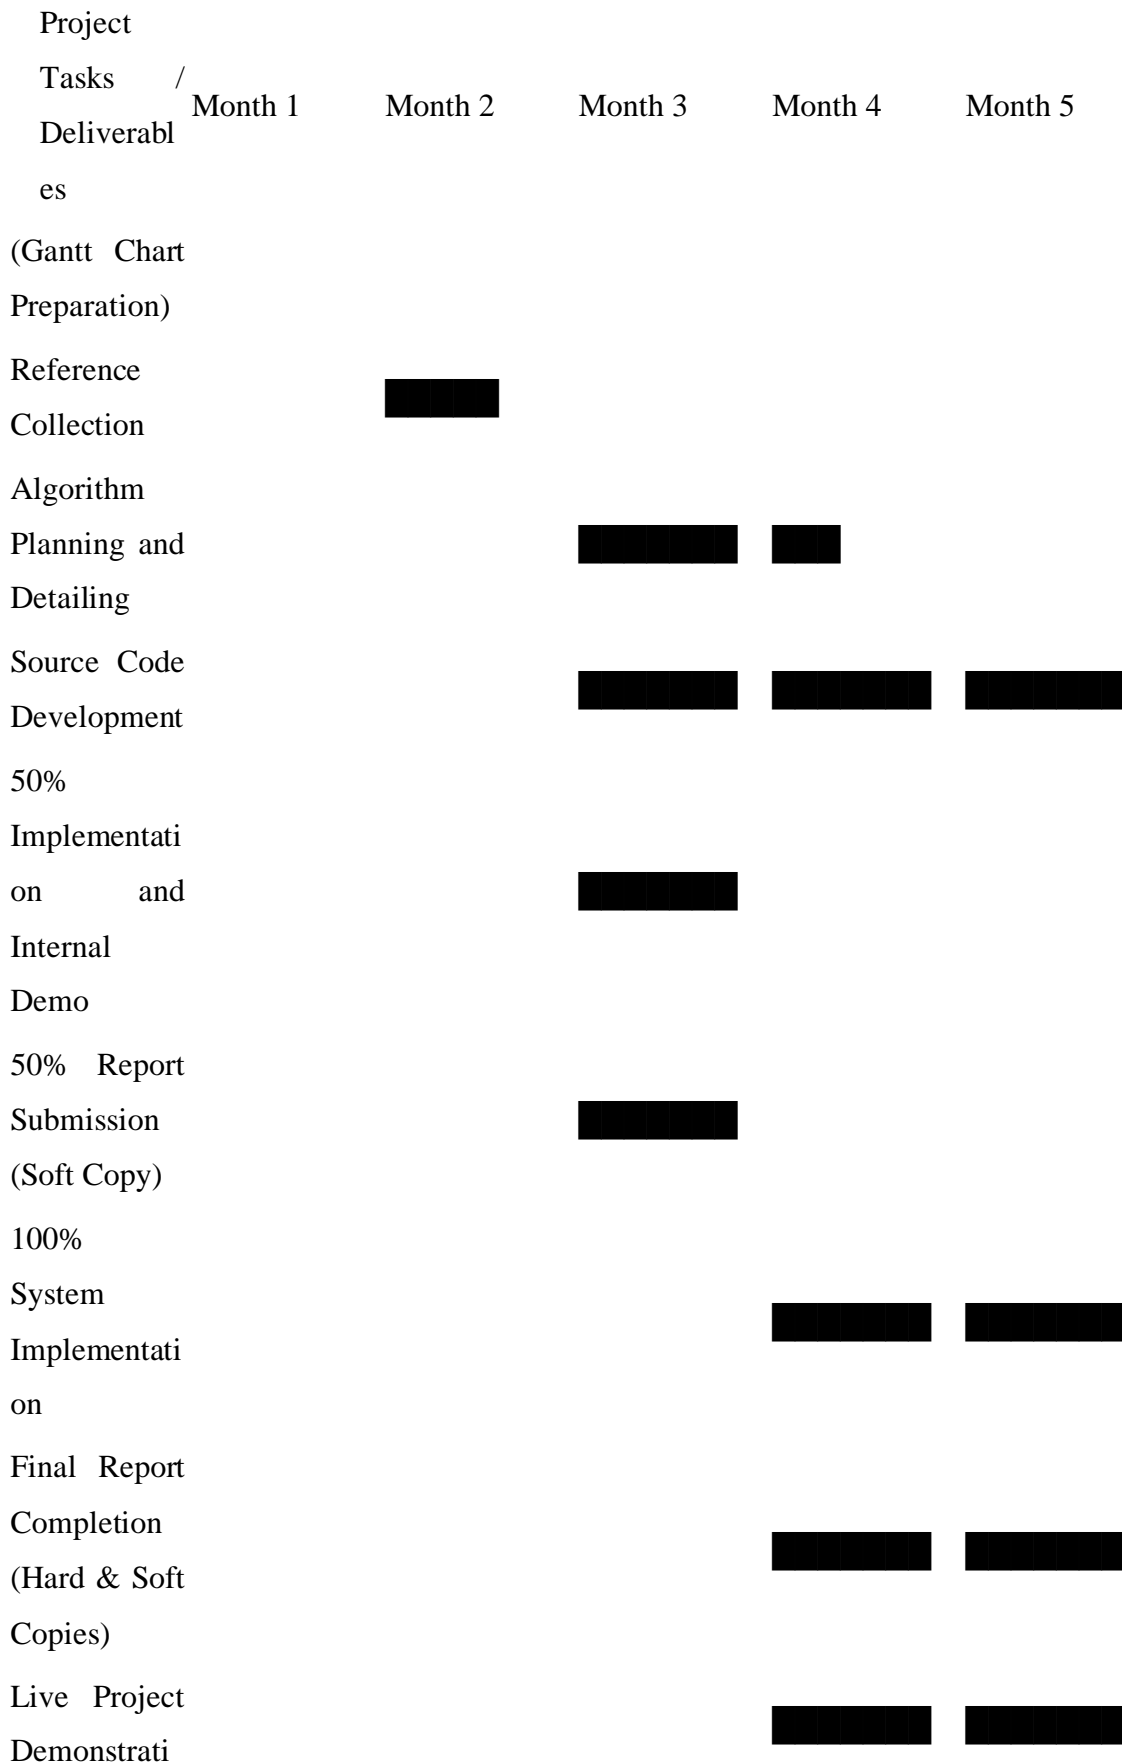 Project
Tasks /
Deliverabl
es
Month 1 Month 2 Month 3 Month 4 Month 5
(Gantt Chart
Preparation)
Reference
Collection
Algorithm
Planning and
Detailing
Source Code
Development
50%
Implementati
on and
Internal
Demo
50% Report
Submission
(Soft Copy)
100%
System
Implementati
on
Final Report
Completion
(Hard & Soft
Copies)
Live Project
Demonstrati